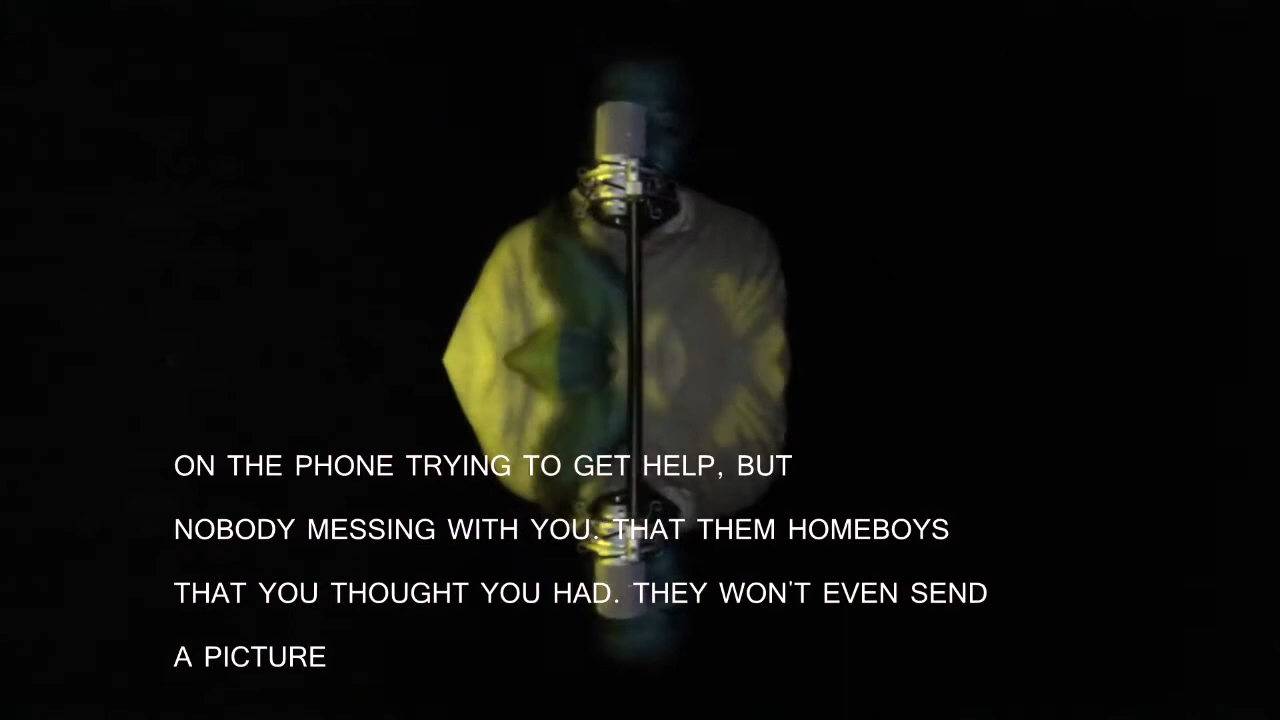 ON THE PHONE TRYING TO GET HELP, BUT
NOBODY MESSING WITH YOU. THAT THEM HOMEBOYS
THAT YOU THOUGHT YOU HAD. THEY WON'T EVEN SEND
A PICTURE